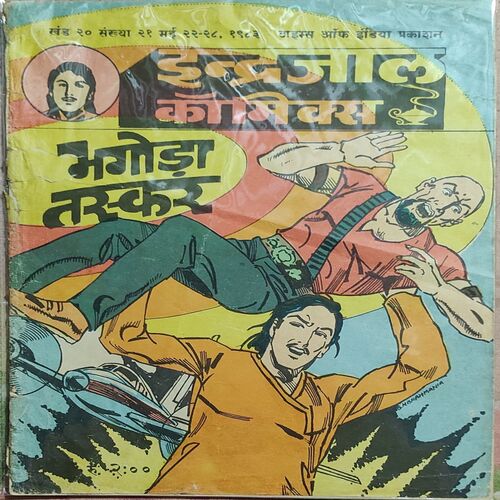 खंड २० संख्या २१ मई २२-२८, १९८३ टाइम्स ऑफ इंडिया प्रकाशन
इन्द्रजाल
कॉमिक्स
भगोड़ा
तस्कर
रु. २:००